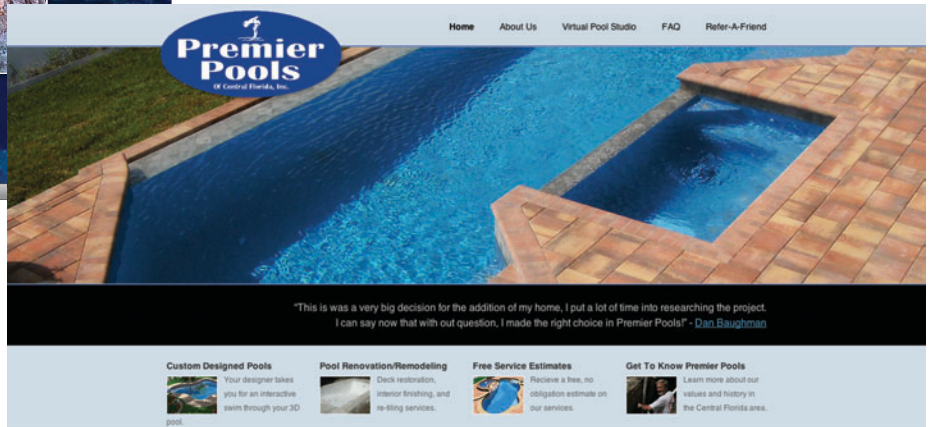 Premier
Pools
Of Central Florida, Inc.
Home About Us Virtual Pool Studio FAQ Refer-A-Friend
"This is was a very big decision for the addition of my home, I put a lot of time into researching the project.
I can say now that with out question, I made the right choice in Premier Pools!" - Dan Baughman
Custom Designed Pools
Your designer takes
you for an interactive
swim through your 3D
pool.
Pool Renovation/Remodeling
Deck restoration,
interior finishing, and
re-tiling services.
Free Service Estimates
Recieve a free, no
obligation estimate on
our services.
Get To Know Premier Pools
Learn more about our
values and history in
the Central Florida area.